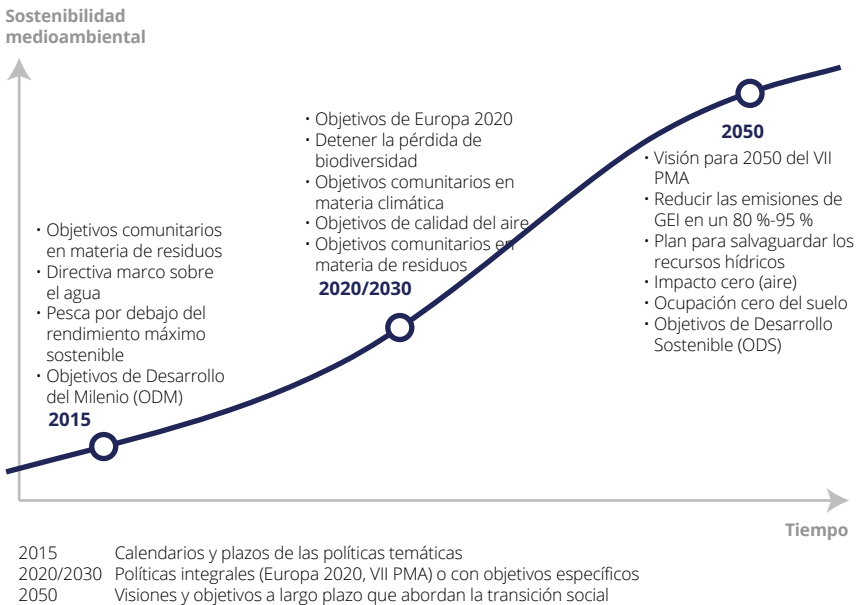 Sostenibilidad
medioambiental
• Objetivos comunitarios
en materia de residuos
• Directiva marco sobre
el agua
• Pesca por debajo del
rendimiento máximo
sostenible
• Objetivos de Desarrollo
del Milenio (ODM)
2015
• Objetivos de Europa 2020
• Detener la pérdida de
biodiversidad
• Objetivos comunitarios en
materia climática
• Objetivos de calidad del aire
• Objetivos comunitarios en
materia de residuos
2020/2030
2050
• Visión para 2050 del VII
PMA
• Reducir las emisiones de
GEI en un 80 %-95 %
• Plan para salvaguardar los
recursos hídricos
• Impacto cero (aire)
• Ocupación cero del suelo
• Objetivos de Desarrollo
Sostenible (ODS)
Tiempo
2015 Calendarios y plazos de las políticas temáticas
2020/2030 Políticas integrales (Europa 2020, VII PMA) o con objetivos específicos
2050 Visiones y objetivos a largo plazo que abordan la transición social